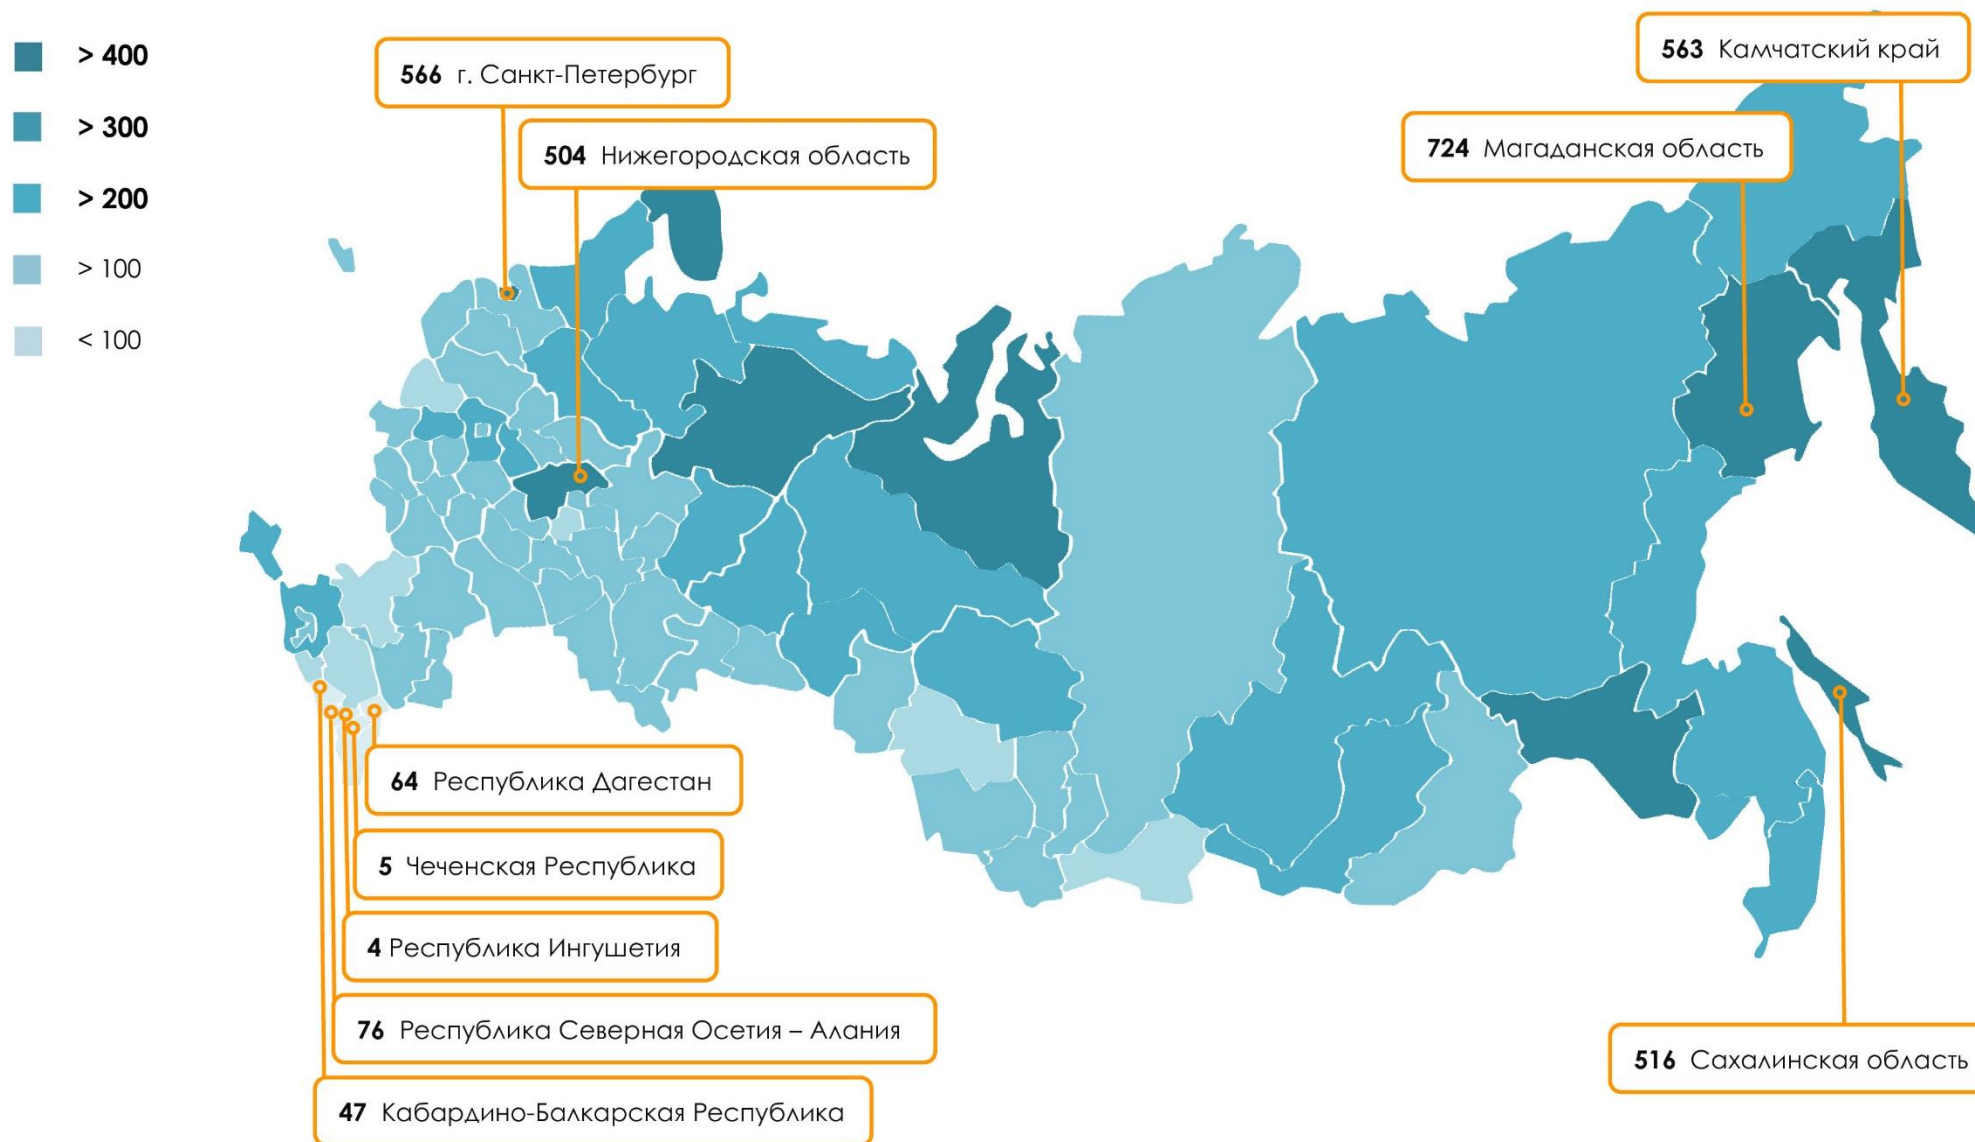 > 400
> 300
> 200
> 100
< 100
566 г. Санкт-Петербург
504 Нижегородская область
563 Камчатский край
724 Магаданская область
64 Республика Дагестан
5 Чеченская Республика
4 Республика Ингушетия
76 Республика Северная Осетия – Алания
47 Кабардино-Балкарская Республика
516 Сахалинская область